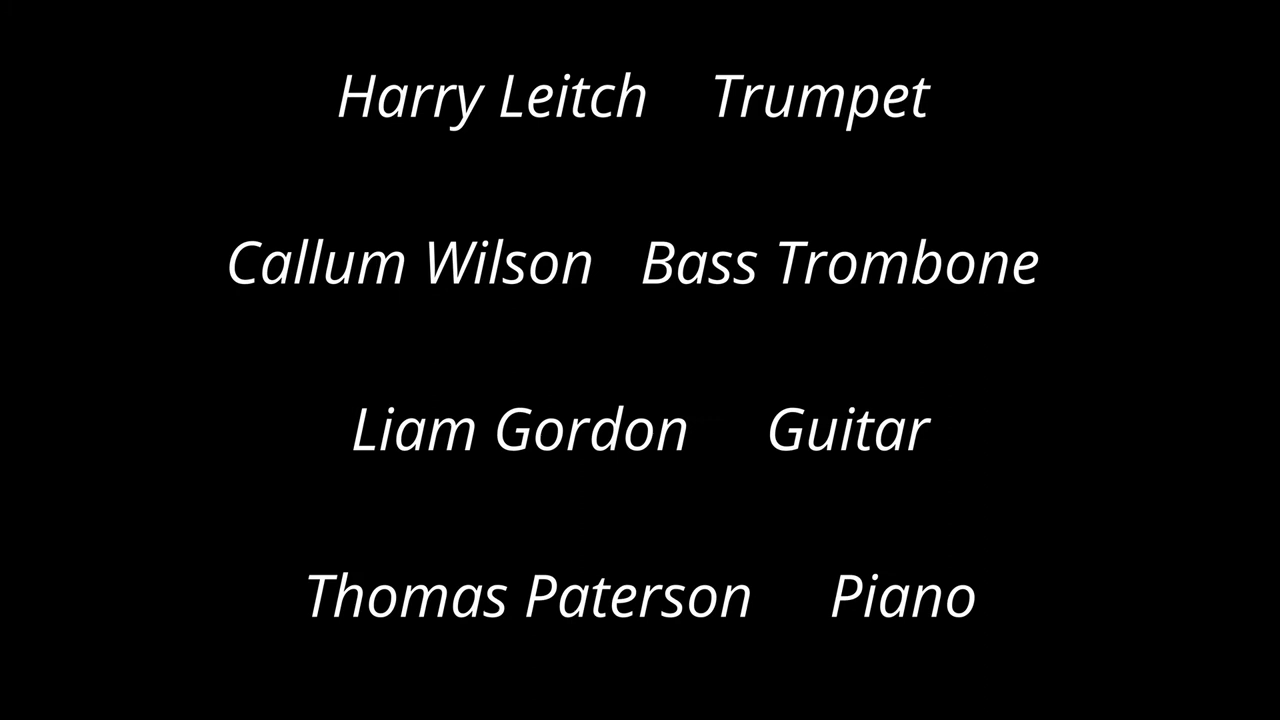 Harry Leitch Trumpet
Callum Wilson Bass Trombone
Liam Gordon Guitar
Thomas Paterson Piano